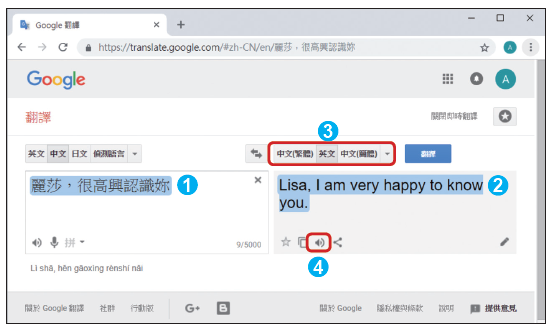 Google 翻譯
https://translate.google.com/#zh-CN/en/麗莎，很高興認識妳
A
Google
A
翻譯
關閉即時翻譯
3
英文 中文 日文 偵測語言
中文(繁體) 英文 中文(簡體)
翻譯
麗莎，很高興認識妳
1
Lisa, I am very happy to know
you.
2
拼
9/5000
4
Lì shā, hěn gāoxìng rènshí nǎi
關於 Google 翻譯 社群 行動版 G+ B 關於 Google 隱私權與條款 說明 提供意見